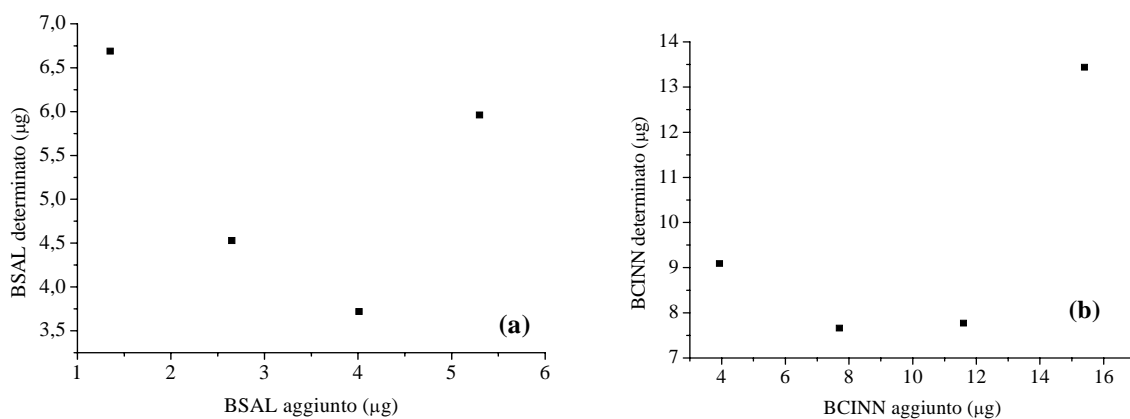 7,0
6,5
6,0
5,5
5,0
4,5
4,0
3,5
BSAL determinato (µg)
(a)
1 2 3 4 5 6
BSAL aggiunto (µg)
14
13
12
11
10
9
8
7
BCINN determinato (µg)
(b)
4 6 8 10 12 14 16
BCINN aggiunto (µg)